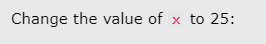 Change the value of x to 25: